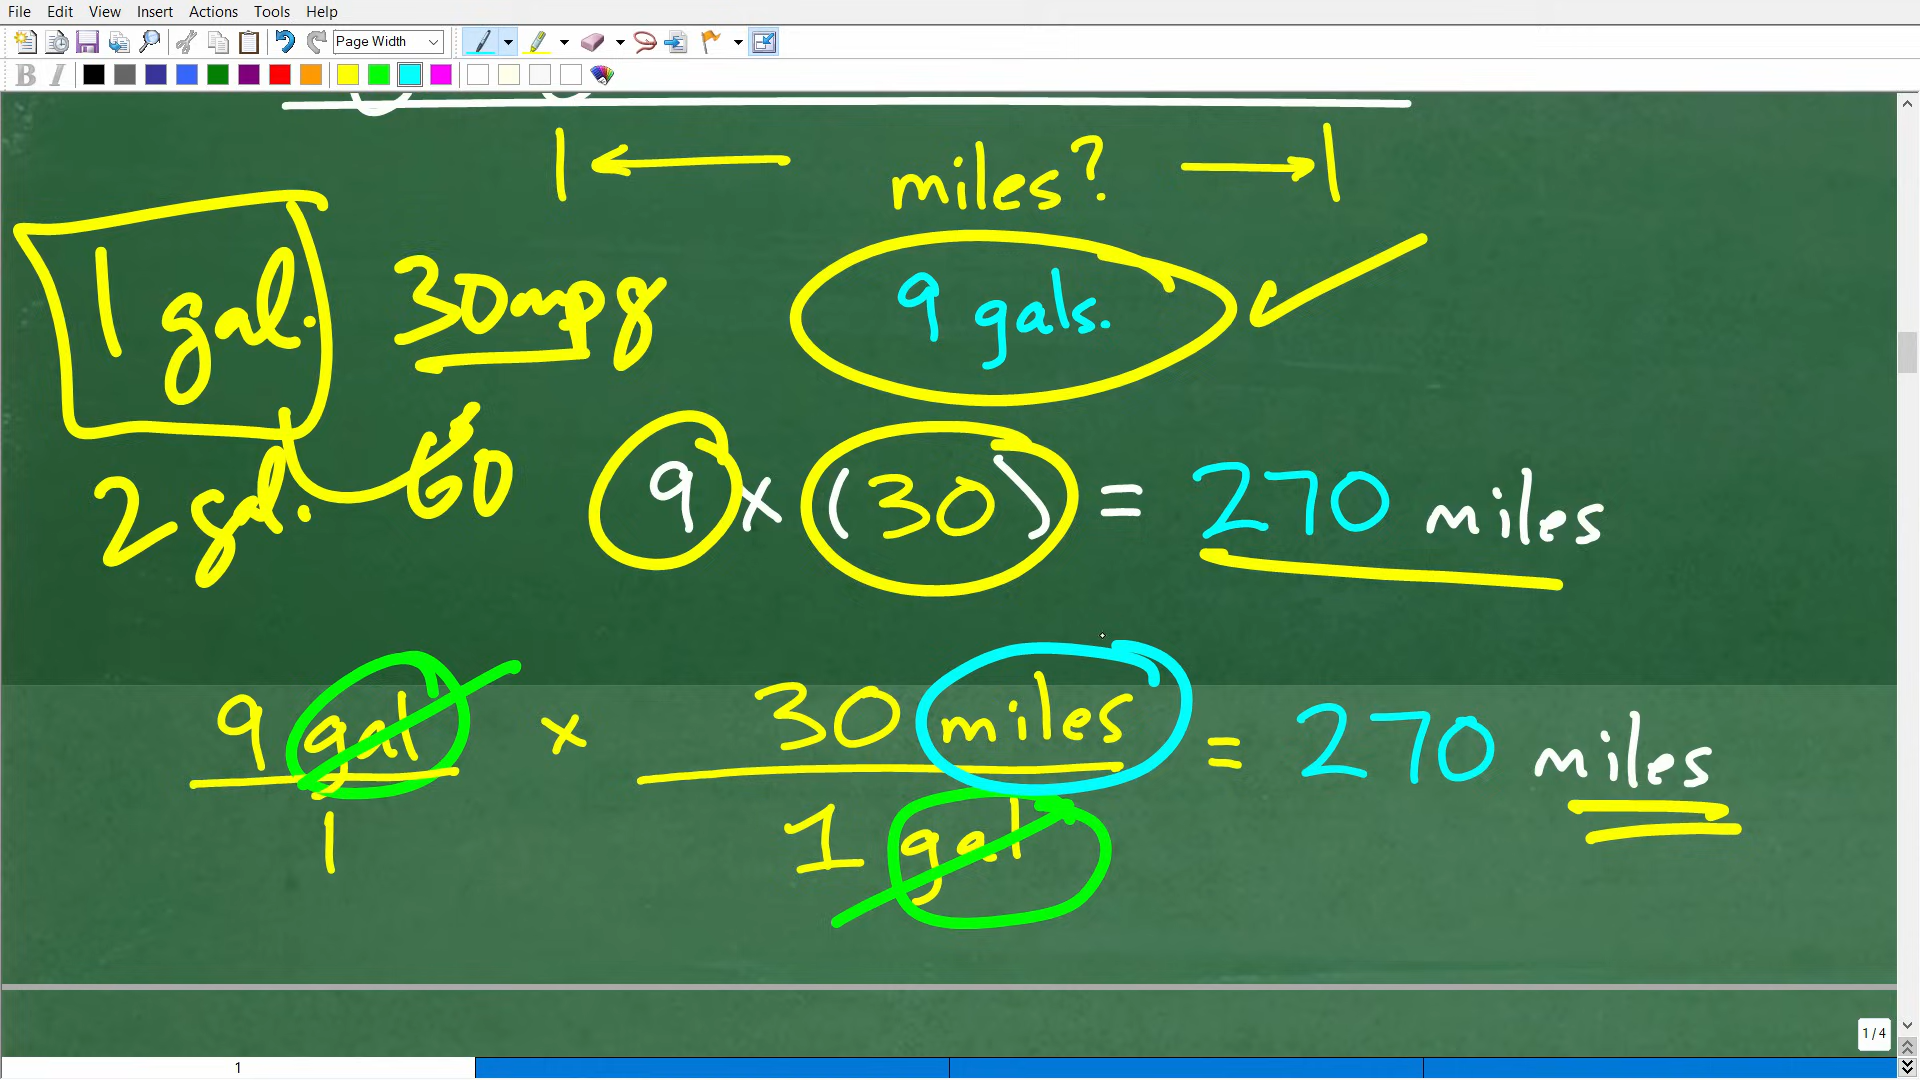 File Edit View Insert Actions Tools Help
Page Width
B I
miles?
1 gal. 30mpg 9 gals.
2 gal. 60 9 x (30) = 270 miles
9 gal x 30 miles = 270 miles
1 1 gal
1 / 4
1